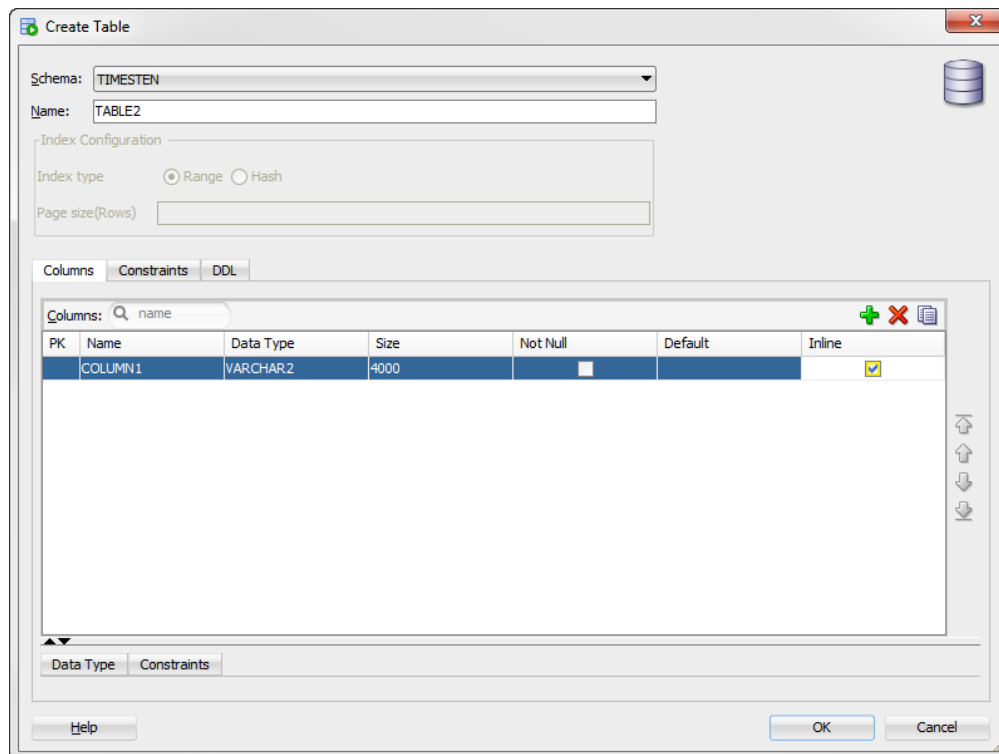 Create Table
Schema: TIMESTEN
Name: TABLE2
Index Configuration
Index type Range Hash
Page size(Rows)
Columns Constraints DDL
Columns: name
PK Name Data Type Size Not Null Default Inline
COLUMN1 VARCHAR2 4000
Data Type Constraints
Help OK Cancel